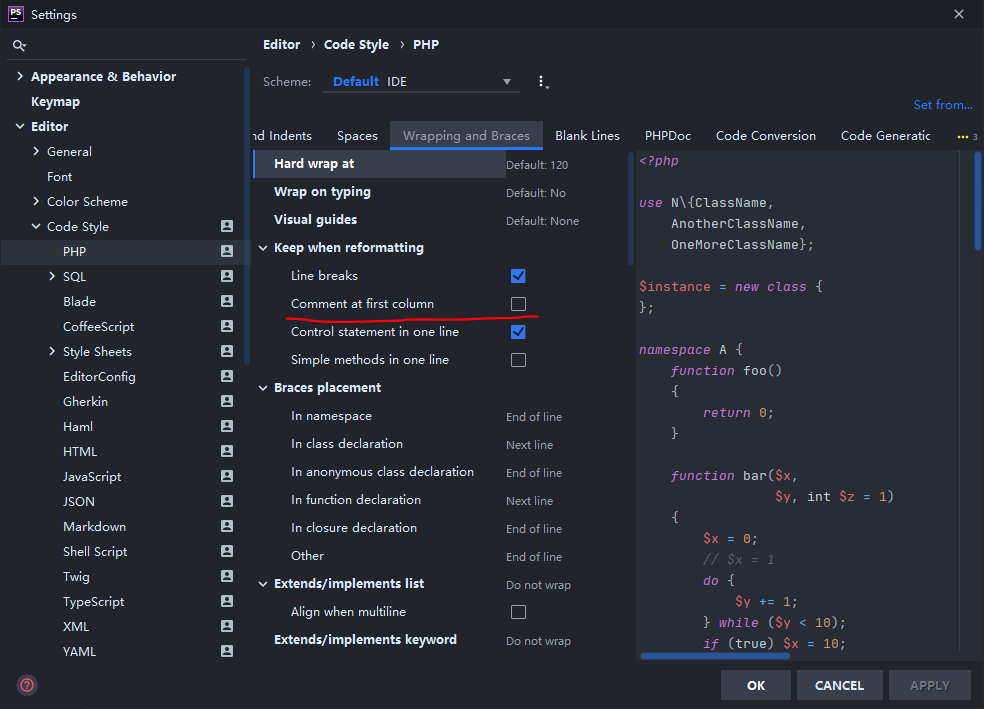 PS Settings
Editor › Code Style › PHP
Scheme: Default IDE
Set from...
Appearance & Behavior
Keymap
Editor
General
Font
Color Scheme
Code Style
PHP
SQL
Blade
CoffeeScript
Style Sheets
EditorConfig
Gherkin
Haml
HTML
JavaScript
JSON
Markdown
Shell Script
Twig
TypeScript
XML
YAML
nd Indents Spaces Wrapping and Braces Blank Lines PHPDoc Code Conversion Code Generatic ... 3
Hard wrap at Default: 120
Wrap on typing Default: No
Visual guides Default: None
Keep when reformatting
Line breaks
Comment at first column
Control statement in one line
Simple methods in one line
Braces placement
In namespace End of line
In class declaration Next line
In anonymous class declaration End of line
In function declaration Next line
In closure declaration End of line
Other End of line
Extends/implements list Do not wrap
Align when multiline
Extends/implements keyword Do not wrap
<?php
use N\{ClassName,
AnotherClassName,
OneMoreClassName};
$instance = new class {
};
namespace A {
function foo()
{
return 0;
}
function bar($x,
$y, int $z = 1)
{
$x = 0;
// $x = 1
do {
$y += 1;
} while ($y < 10);
if (true) $x = 10;
?
OK CANCEL APPLY